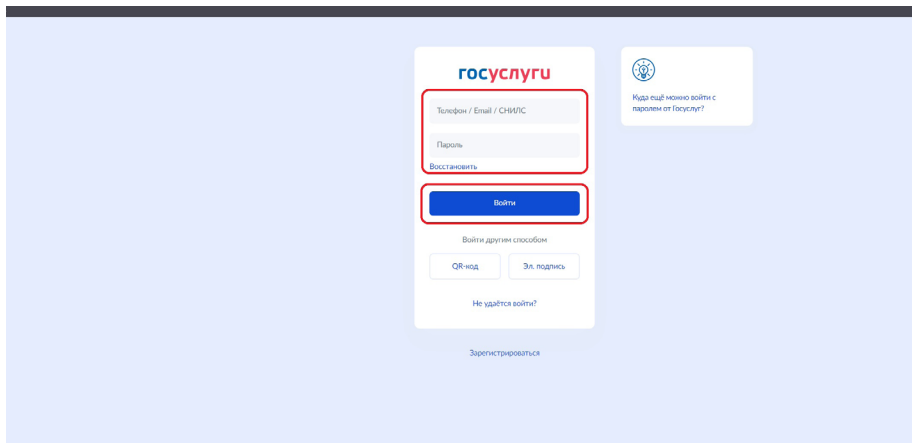 госуслуги
Телефон / Email / СНИЛС
Пароль
Восстановить
Войти
Войти другим способом
QR-код
Эл. подпись
Не удаётся войти?
Зарегистрироваться
Куда ещё можно войти с
паролем от Госуслуг?